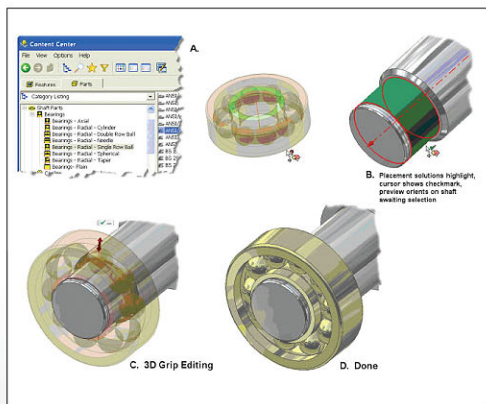 Content Center
File View Options Help
Features Parts
Category Listing
Shaft Parts
Bearings
Bearings - Axial
Bearings - Radial - Cylinder
Bearings - Radial - Double Row Ball
Bearings - Radial - Needle
Bearings - Radial - Single Row Ball
Bearings - Radial - Spherical
Bearings - Radial - Taper
Bearings - Plain
A.
B. Placement solutions highlight,
cursor shows checkmark,
preview orients on shaft
awaiting selection
C. 3D Grip Editing
D. Done